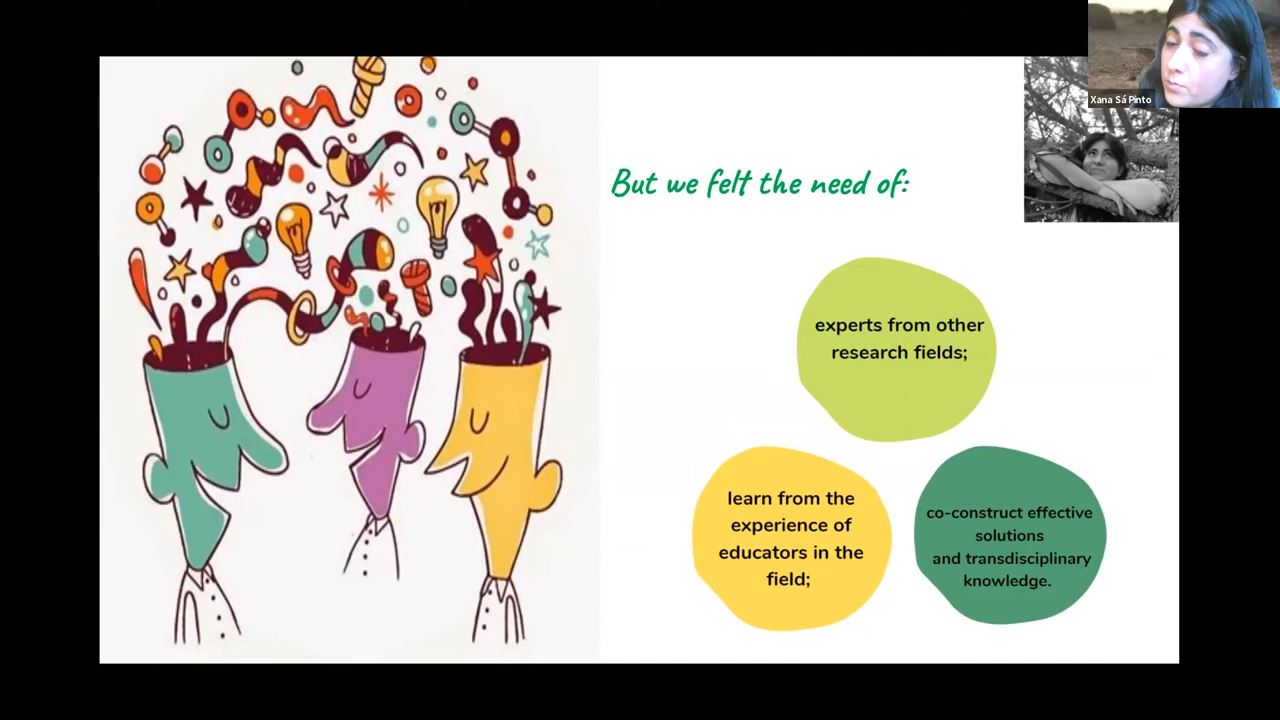 Xana Sá Pinto
But we felt the need of:
experts from other
research fields;
learn from the
experience of
educators in the
field;
co-construct effective
solutions
and transdisciplinary
knowledge.